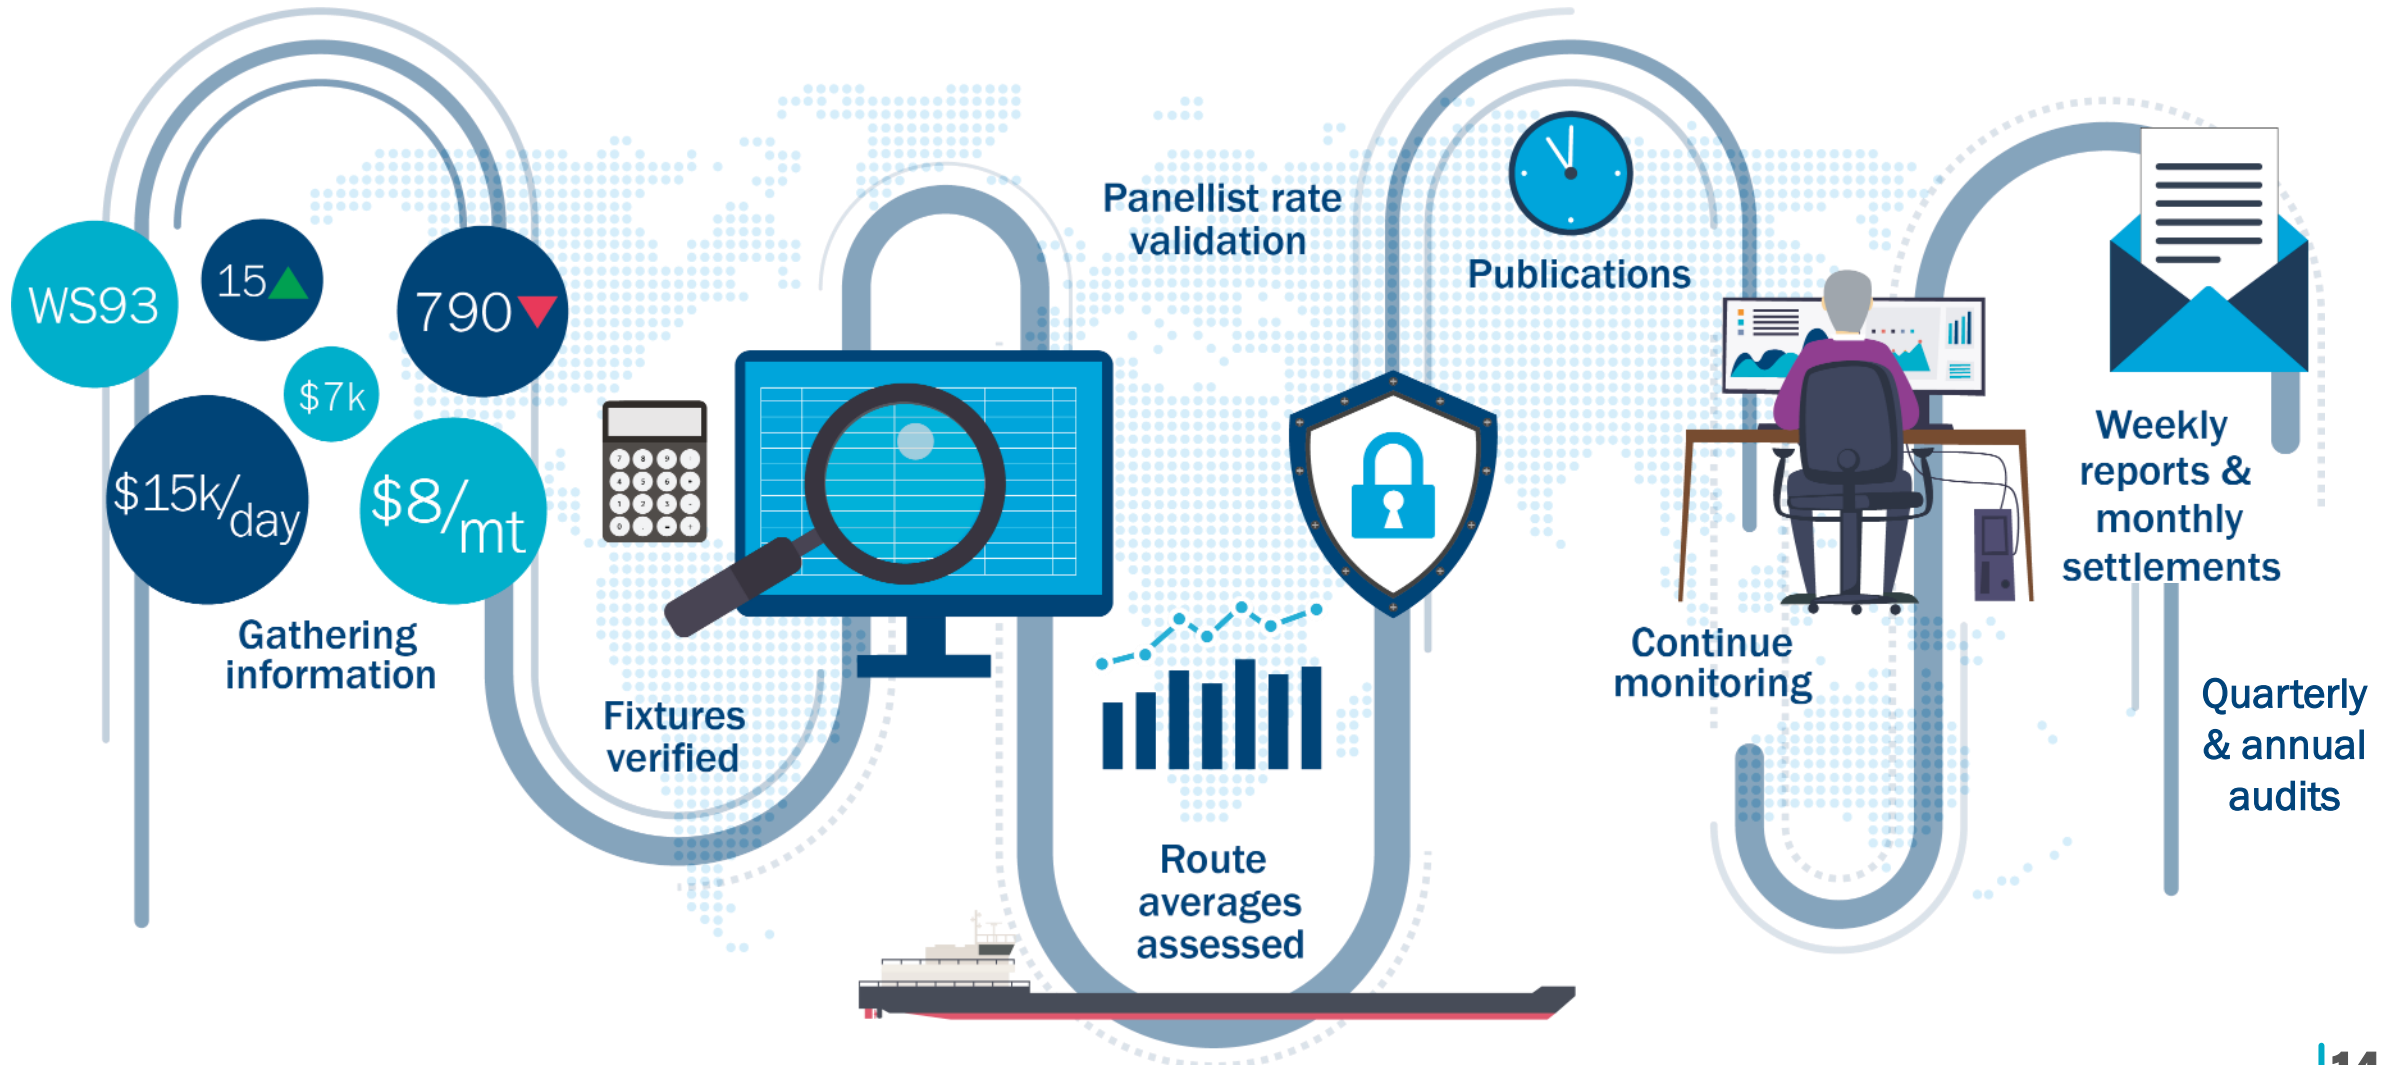 WS93
15
790
$7k
$15k/day
$8/mt
Gathering
information
Fixtures
verified
Panellist rate
validation
Route
averages
assessed
Publications
Continue
monitoring
Weekly
reports &
monthly
settlements
Quarterly
& annual
audits
14